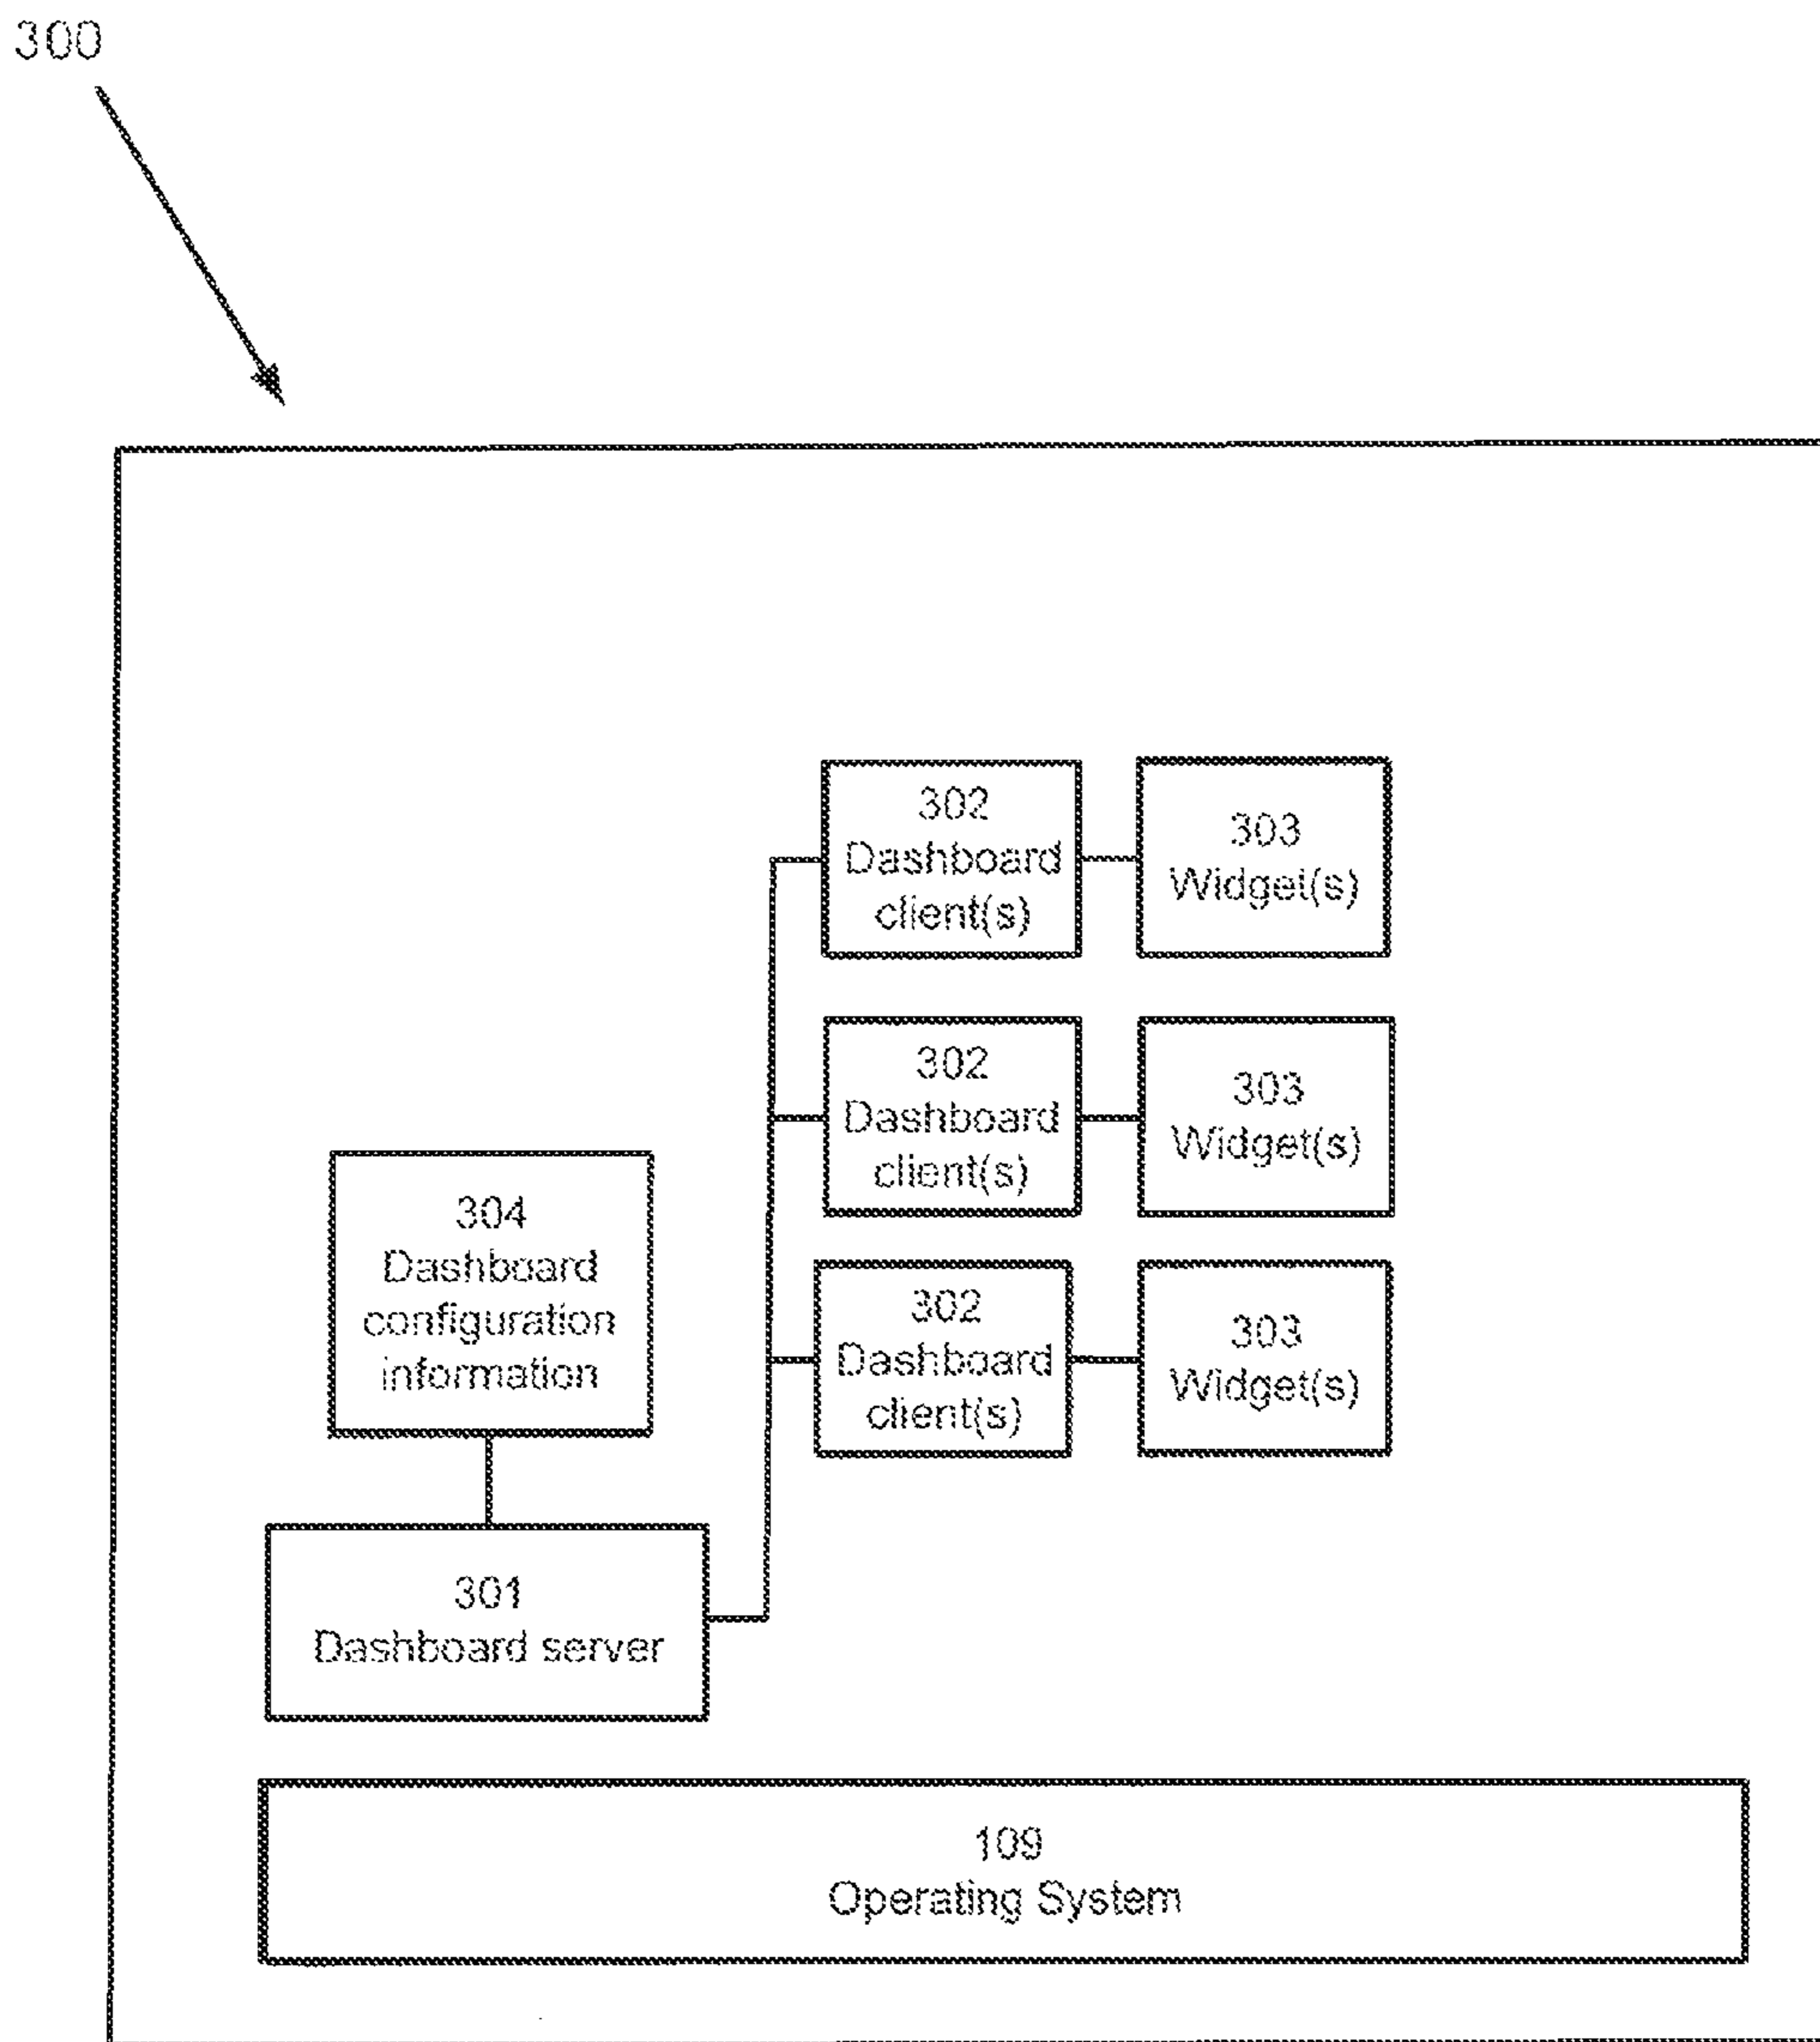 300
302
Dashboard
client(s)
303
Widget(s)
302
Dashboard
client(s)
303
Widget(s)
304
Dashboard
configuration
information
302
Dashboard
client(s)
303
Widget(s)
301
Dashboard server
109
Operating System